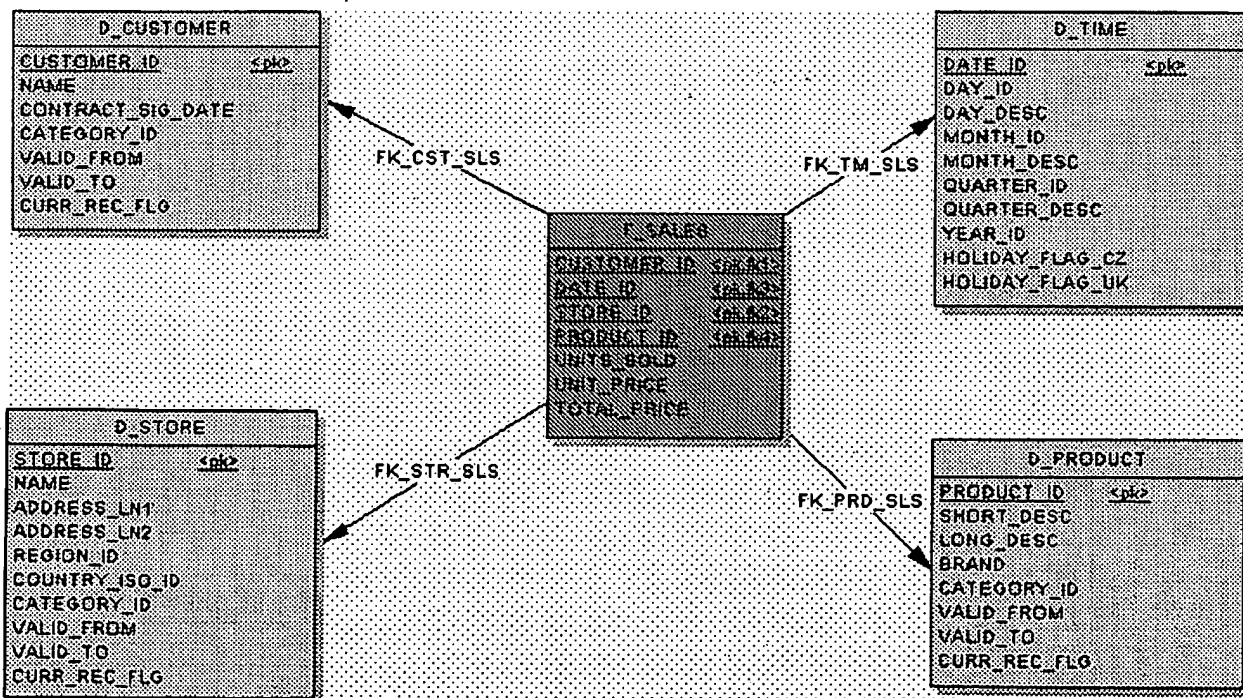 D_CUSTOMER
CUSTOMER_ID <pk>
NAME
CONTRACT_SIG_DATE
CATEGORY_ID
VALID_FROM
VALID_TO
CURR_REC_FLG
D_TIME
DATE_ID <pk>
DAY_ID
DAY_DESC
MONTH_ID
MONTH_DESC
QUARTER_ID
QUARTER_DESC
YEAR_ID
HOLIDAY_FLAG_CZ
HOLIDAY_FLAG_UK
FK_CST_SLS
FK_TM_SLS
F_SALES
CUSTOMER_ID <pk,fk1>
DATE_ID <pk,fk3>
STORE_ID <pk,fk2>
PRODUCT_ID <pk,fk4>
UNITS_SOLD
UNIT_PRICE
TOTAL_PRICE
FK_STR_SLS
FK_PRD_SLS
D_STORE
STORE_ID <pk>
NAME
ADDRESS_LN1
ADDRESS_LN2
REGION_ID
COUNTRY_ISO_ID
CATEGORY_ID
VALID_FROM
VALID_TO
CURR_REC_FLG
D_PRODUCT
PRODUCT_ID <pk>
SHORT_DESC
LONG_DESC
BRAND
CATEGORY_ID
VALID_FROM
VALID_TO
CURR_REC_FLG